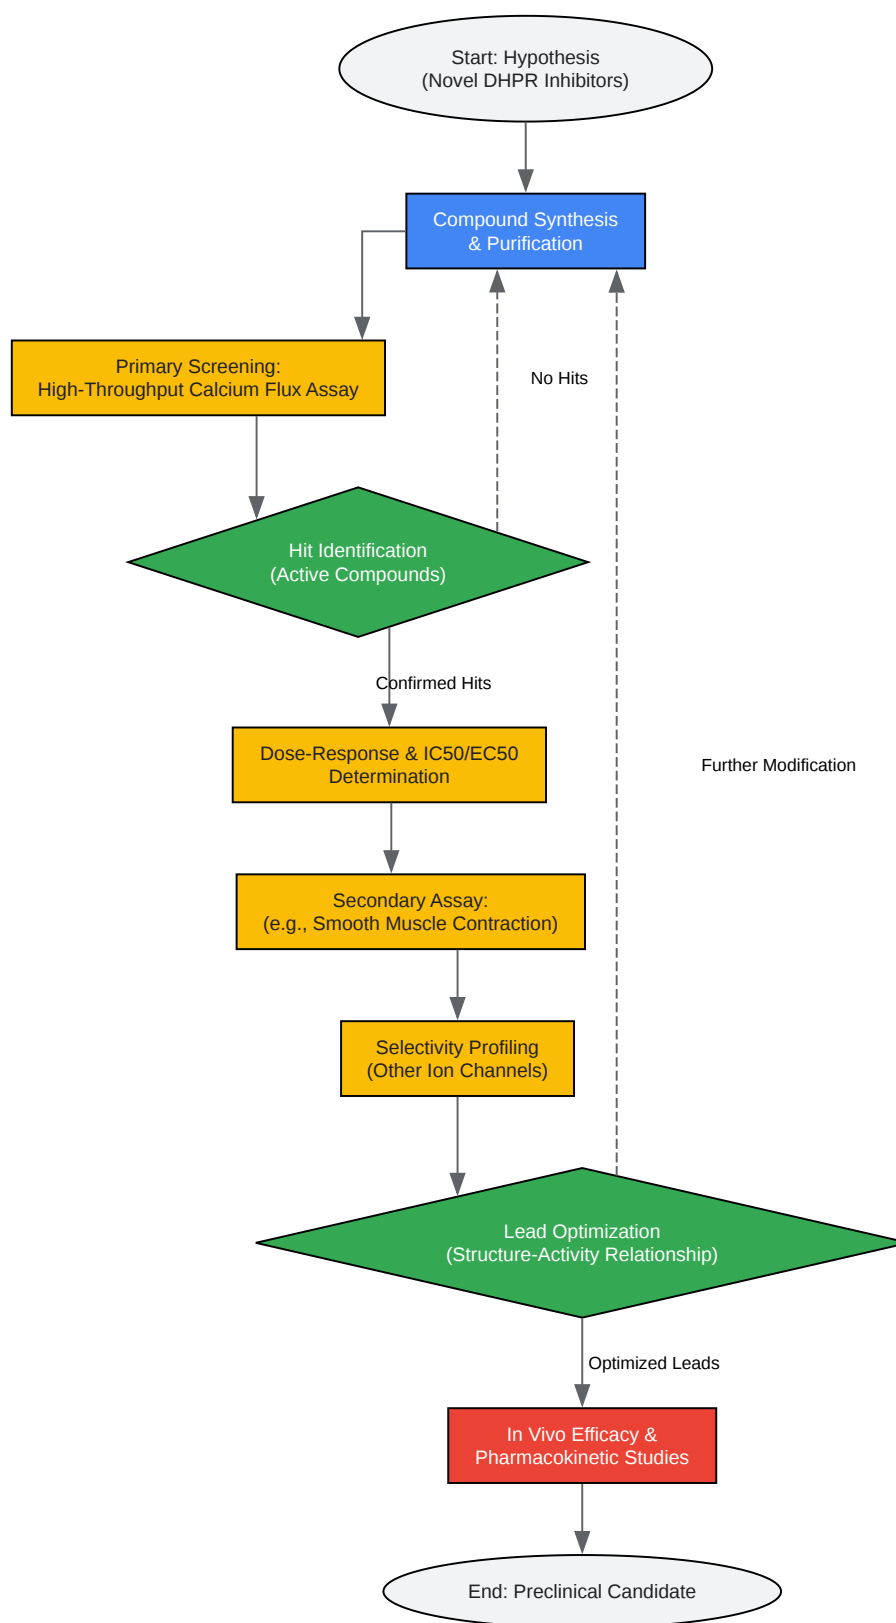 Start: Hypothesis
(Novel DHPR Inhibitors)
Compound Synthesis
& Purification
Primary Screening:
High-Throughput Calcium Flux Assay
No Hits
Hit Identification
(Active Compounds)
Confirmed Hits
Dose-Response & IC50/EC50
Determination
Further Modification
Secondary Assay:
(e.g., Smooth Muscle Contraction)
Selectivity Profiling
(Other Ion Channels)
Lead Optimization
(Structure-Activity Relationship)
Optimized Leads
In Vivo Efficacy &
Pharmacokinetic Studies
End: Preclinical Candidate